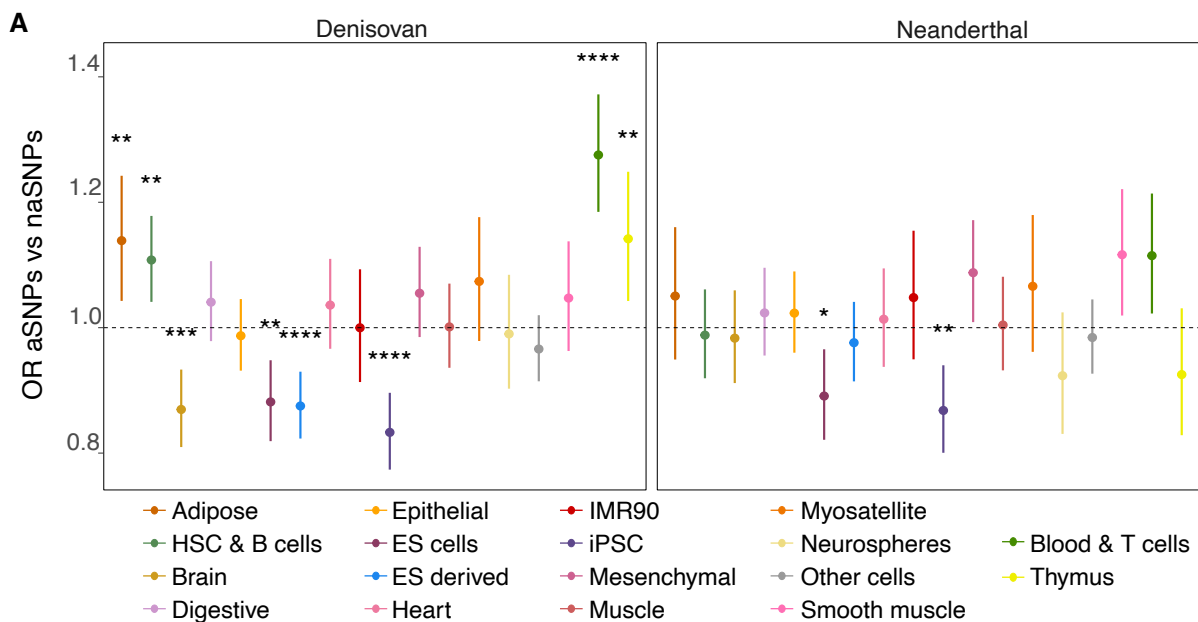 A
Denisovan
Neanderthal
OR aSNPs vs naSNPs
1.4
1.2
1.0
0.8
**
**
***
**
****
****
****
**
*
**
Adipose
HSC & B cells
Brain
Digestive
Epithelial
ES cells
ES derived
Heart
IMR90
iPSC
Mesenchymal
Muscle
Myosatellite
Neurospheres
Other cells
Smooth muscle
Blood & T cells
Thymus